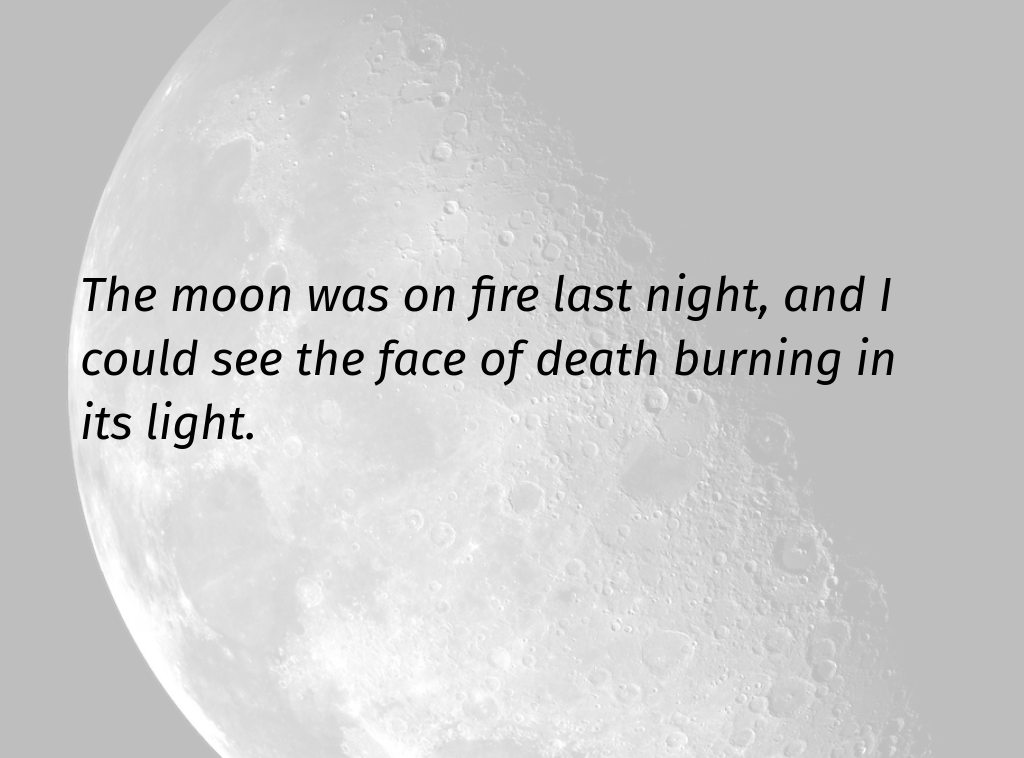 The moon was on fire last night, and I
could see the face of death burning in
its light.